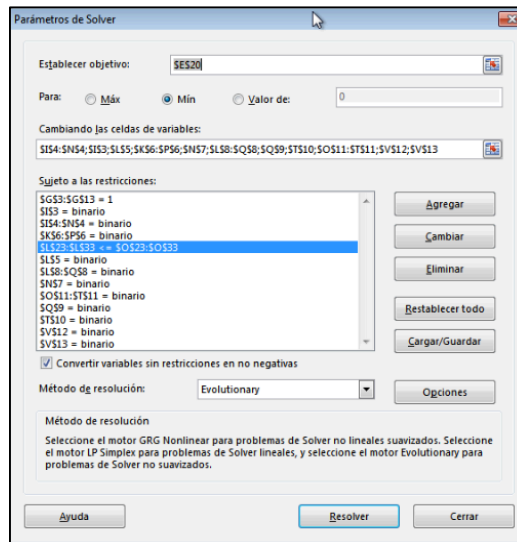 Parámetros de Solver
Establecer objetivo: $E$20
Para: Máx Mín Valor de: 0
Cambiando las celdas de variables:
$I$4:$N$4;$I$3;$L$5;$K$6:$P$6;$N$7;$L$8:$Q$8;$Q$9;$T$10;$O$11:$T$11;$V$12;$V$13
Sujeto a las restricciones:
$G$3:$G$13 = 1
$I$3 = binario
$I$4:$N$4 = binario
$K$6:$P$6 = binario
$L$23:$L$33 <= $O$23:$O$33
$L$5 = binario
$L$8:$Q$8 = binario
$N$7 = binario
$O$11:$T$11 = binario
$Q$9 = binario
$T$10 = binario
$V$12 = binario
$V$13 = binario
Agregar
Cambiar
Eliminar
Restablecer todo
Cargar/Guardar
Convertir variables sin restricciones en no negativas
Método de resolución: Evolutionary Opciones
Método de resolución
Seleccione el motor GRG Nonlinear para problemas de Solver no lineales suavizados. Seleccione
el motor LP Simplex para problemas de Solver lineales, y seleccione el motor Evolutionary para
problemas de Solver no suavizados.
Ayuda Resolver Cerrar